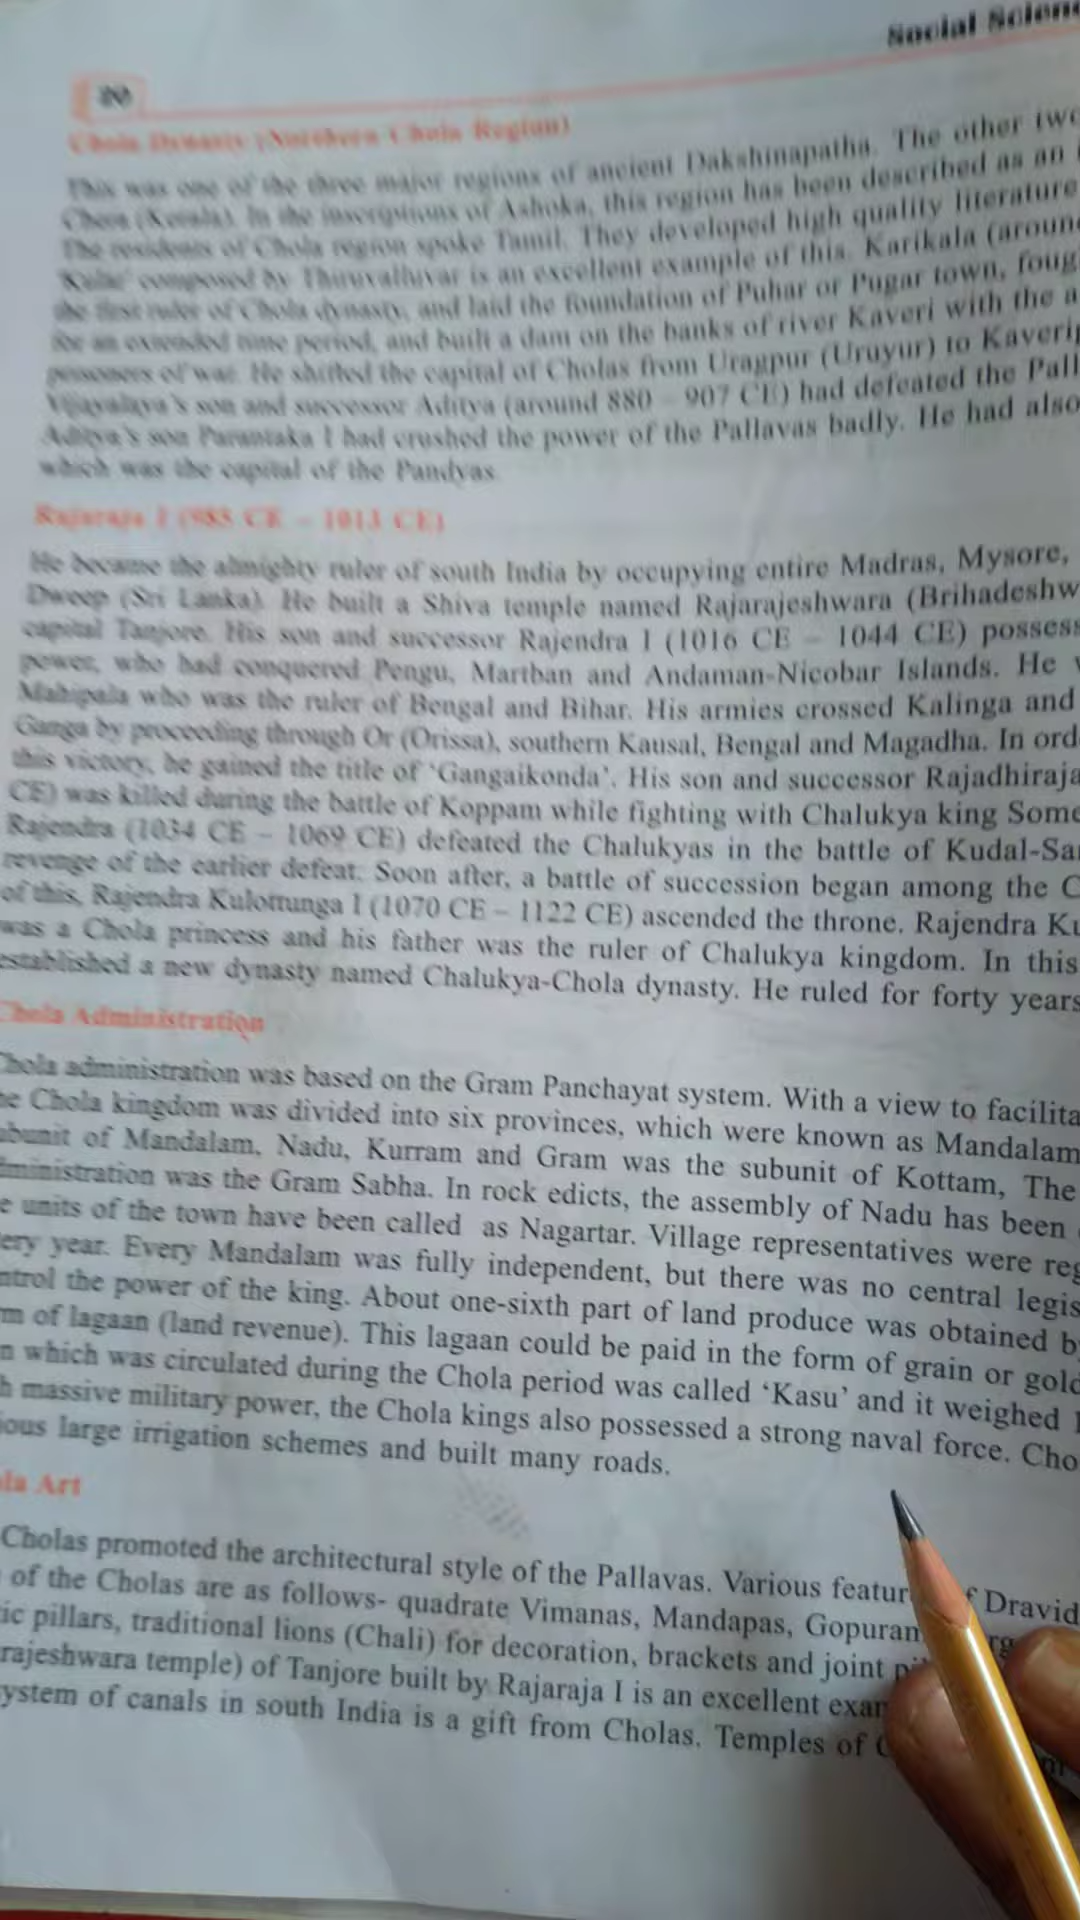 Social Scien
20
Chola Dynasty (Northern Chola Region)
This was one of the three major regions of ancient Dakshinapatha. The other two
Chera (Kerala). In the inscriptions of Ashoka, this region has been described as an
The residents of Chola region spoke Tamil. They developed high quality literature
composed by Thiruvalluvar is an excellent example of this. Karikala (around
the first ruler of Chola dynasty, and laid the foundation of Puhar or Pugar town, foug
for an extended time period, and built a dam on the banks of river Kaveri with the a
prisoners of war. He shifted the capital of Cholas from Uragpur (Uruyur) to Kaverip
Vijayalaya's son and successor Aditya (around 880 – 907 CE) had defeated the Pall
Aditya's son Parantaka I had crushed the power of the Pallavas badly. He had also
which was the capital of the Pandyas
Rajaraja I (985 CE – 1013 CE)
He became the almighty ruler of south India by occupying entire Madras, Mysore,
Dweep (Sri Lanka). He built a Shiva temple named Rajarajeshwara (Brihadeshw
capital Tanjore. His son and successor Rajendra I (1016 CE – 1044 CE) possess
power, who had conquered Pengu, Martban and Andaman-Nicobar Islands. He
Mahipala who was the ruler of Bengal and Bihar. His armies crossed Kalinga and
Ganga by proceeding through Or (Orissa), southern Kausal, Bengal and Magadha. In ord
this victory, he gained the title of ‘Gangaikonda’. His son and successor Rajadhiraja
CE) was killed during the battle of Koppam while fighting with Chalukya king Some
Rajendra (1034 CE – 1069 CE) defeated the Chalukyas in the battle of Kudal-Sa
revenge of the earlier defeat. Soon after, a battle of succession began among the C
of this, Rajendra Kulottunga I (1070 CE – 1122 CE) ascended the throne. Rajendra Ku
was a Chola princess and his father was the ruler of Chalukya kingdom. In this
established a new dynasty named Chalukya-Chola dynasty. He ruled for forty years
Chola Administration
Chola administration was based on the Gram Panchayat system. With a view to facilita
he Chola kingdom was divided into six provinces, which were known as Mandalam
ubunit of Mandalam, Nadu, Kurram and Gram was the subunit of Kottam, The
dministration was the Gram Sabha. In rock edicts, the assembly of Nadu has been
e units of the town have been called as Nagartar. Village representatives were reg
ery year. Every Mandalam was fully independent, but there was no central legis
ntrol the power of the king. About one-sixth part of land produce was obtained b
rm of lagaan (land revenue). This lagaan could be paid in the form of grain or gold
n which was circulated during the Chola period was called ‘Kasu’ and it weighed
h massive military power, the Chola kings also possessed a strong naval force. Cho
ious large irrigation schemes and built many roads.
la Art
Cholas promoted the architectural style of the Pallavas. Various featur f Dravid
of the Cholas are as follows- quadrate Vimanas, Mandapas, Gopuram
ic pillars, traditional lions (Chali) for decoration, brackets and joint
rajeshwara temple) of Tanjore built by Rajaraja I is an excellent exam
ystem of canals in south India is a gift from Cholas. Temples of